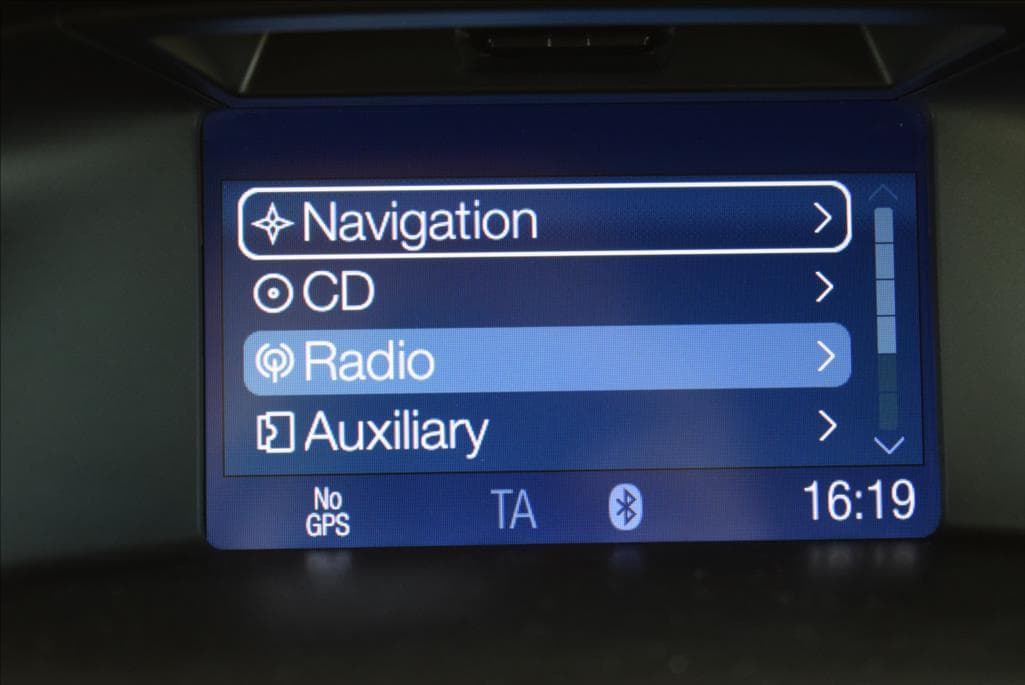 Navigation
CD
Radio
Auxiliary
No
GPS
TA
16:19